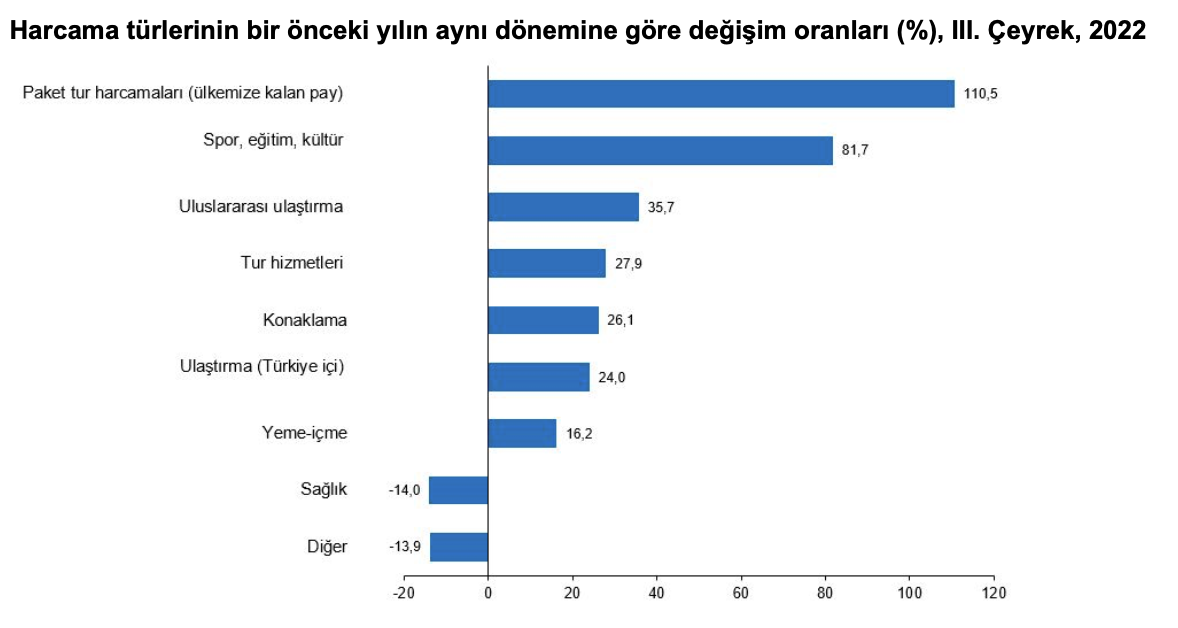 Harcama türlerinin bir önceki yılın aynı dönemine göre değişim oranları (%), III. Çeyrek, 2022
Paket tur harcamaları (ülkemize kalan pay) 110,5
Spor, eğitim, kültür 81,7
Uluslararası ulaştırma 35,7
Tur hizmetleri 27,9
Konaklama 26,1
Ulaştırma (Türkiye içi) 24,0
Yeme-içme 16,2
Sağlık -14,0
Diğer -13,9
-20 0 20 40 60 80 100 120